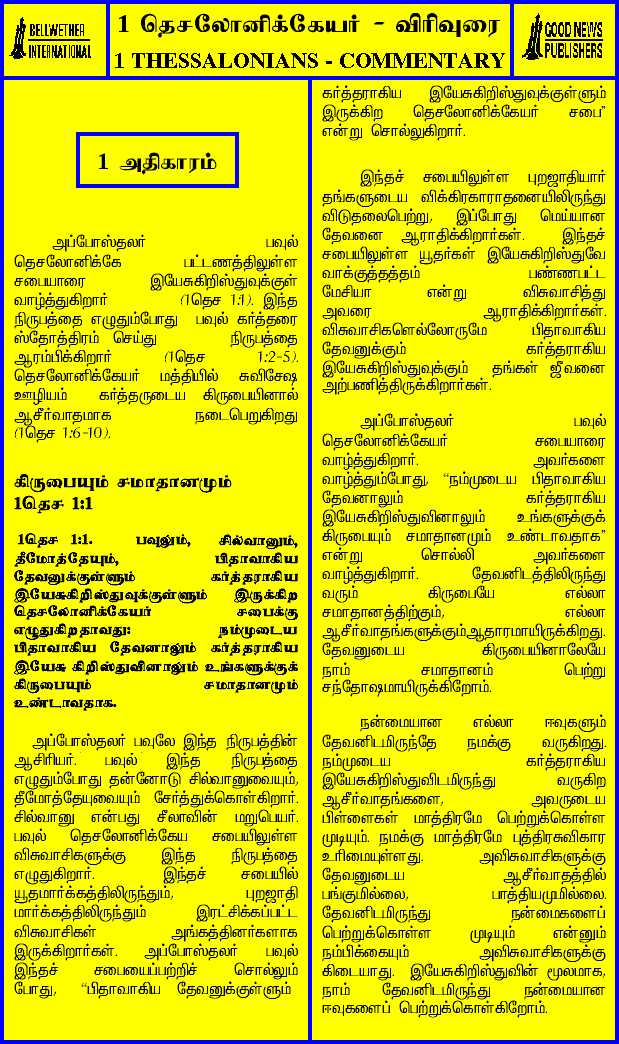 BELLWETHER
INTERNATIONAL
1 தெசலோனிக்கேயர் - விரிவுரை
1 THESSALONIANS - COMMENTARY
GOOD NEWS
PUBLISHERS
1 அதிகாரம்
அப்போஸ்தலர் பவுல்
தெசலோனிக்கே பட்டணத்திலுள்ள
சபையாரை இயேசுகிறிஸ்துவுக்குள்
வாழ்த்துகிறார் (1தெச 1:1). இந்த
நிருபத்தை எழுதும்போது பவுல் கர்த்தரை
ஸ்தோத்திரம் செய்து நிருபத்தை
ஆரம்பிக்கிறார் (1தெச 1:2-5).
தெசலோனிக்கேயர் மத்தியில் சுவிசேஷ
ஊழியம் கர்த்தருடைய கிருபையினால்
ஆசீர்வாதமாக நடைபெறுகிறது
(1தெச 1:6-10).
கிருபையும் சமாதானமும்
1தெச 1:1
1தெச 1:1. பவுலும், சில்வானும்,
தீமோத்தேயும், பிதாவாகிய
தேவனுக்குள்ளும் கர்த்தராகிய
இயேசுகிறிஸ்துவுக்குள்ளும் இருக்கிற
தெசலோனிக்கேயர் சபைக்கு
எழுதுகிறதாவது: நம்முடைய
பிதாவாகிய தேவனாலும் கர்த்தராகிய
இயேசு கிறிஸ்துவினாலும் உங்களுக்குக்
கிருபையும் சமாதானமும்
உண்டாவதாக.
அப்போஸ்தலர் பவுலே இந்த நிருபத்தின்
ஆசிரியர். பவுல் இந்த நிருபத்தை
எழுதும்போது தன்னோடு சில்வானுவையும்,
தீமோத்தேயுவையும் சேர்த்துக்கொள்கிறார்.
சில்வானு என்பது சீலாவின் மறுபெயர்.
பவுல் தெசலோனிக்கேய சபையிலுள்ள
விசுவாசிகளுக்கு இந்த நிருபத்தை
எழுதுகிறார். இந்தச் சபையில்
யூதமார்க்கத்திலிருந்தும், புறஜாதி
மார்க்கத்திலிருந்தும் இரட்சிக்கப்பட்ட
விசுவாசிகள் அங்கத்தினர்களாக
இருக்கிறார்கள். அப்போஸ்தலர் பவுல்
இந்தச் சபையைப்பற்றிச் சொல்லும்
போது, “பிதாவாகிய தேவனுக்குள்ளும்
கர்த்தராகிய இயேசுகிறிஸ்துவுக்குள்ளும்
இருக்கிற தெசலோனிக்கேயர் சபை”
என்று சொல்லுகிறார்.
இந்தச் சபையிலுள்ள புறஜாதியார்
தங்களுடைய விக்கிரகாராதனையிலிருந்து
விடுதலைபெற்று, இப்போது மெய்யான
தேவனை ஆராதிக்கிறார்கள். இந்தச்
சபையிலுள்ள யூதர்கள் இயேசுகிறிஸ்துவே
வாக்குத்தத்தம் பண்ணபட்ட
மேசியா என்று விசுவாசித்து
அவரை ஆராதிக்கிறார்கள்.
விசுவாசிகளெல்லோருமே பிதாவாகிய
தேவனுக்கும் கர்த்தராகிய
இயேசுகிறிஸ்துவுக்கும் தங்கள் ஜீவனை
அற்பணித்திருக்கிறார்கள்.
அப்போஸ்தலர் பவுல்
தெசலோனிக்கேயர் சபையாரை
வாழ்த்துகிறார். அவர்களை
வாழ்த்தும்போது, “நம்முடைய பிதாவாகிய
தேவனாலும் கர்த்தராகிய
இயேசுகிறிஸ்துவினாலும் உங்களுக்குக்
கிருபையும் சமாதானமும் உண்டாவதாக”
என்று சொல்லி அவர்களை
வாழ்த்துகிறார். தேவனிடத்திலிருந்து
வரும் கிருபையே எல்லா
சமாதானத்திற்கும், எல்லா
ஆசீர்வாதங்களுக்கும்ஆதாரமாயிருக்கிறது.
தேவனுடைய கிருபையினாலேயே
நாம் சமாதானம் பெற்று
சந்தோஷமாயிருக்கிறோம்.
நன்மையான எல்லா ஈவுகளும்
தேவனிடமிருந்தே நமக்கு வருகிறது.
நம்முடைய கர்த்தராகிய
இயேசுகிறிஸ்துவிடமிருந்து வருகிற
ஆசீர்வாதங்களை, அவருடைய
பிள்ளைகள் மாத்திரமே பெற்றுக்கொள்ள
முடியும். நமக்கு மாத்திரமே புத்திரசுவிகார
உரிமையுள்ளது. அவிசுவாசிகளுக்கு
தேவனுடைய ஆசீர்வாதத்தில்
பங்குமில்லை, பாத்தியமுமில்லை.
தேவனிடமிருந்து நன்மைகளைப்
பெற்றுக்கொள்ள முடியும் என்னும்
நம்பிக்கையும் அவிசுவாசிகளுக்கு
கிடையாது. இயேசுகிறிஸ்துவின் மூலமாக,
நாம் தேவனிடமிருந்து நன்மையான
ஈவுகளைப் பெற்றுக்கொள்கிறோம்.